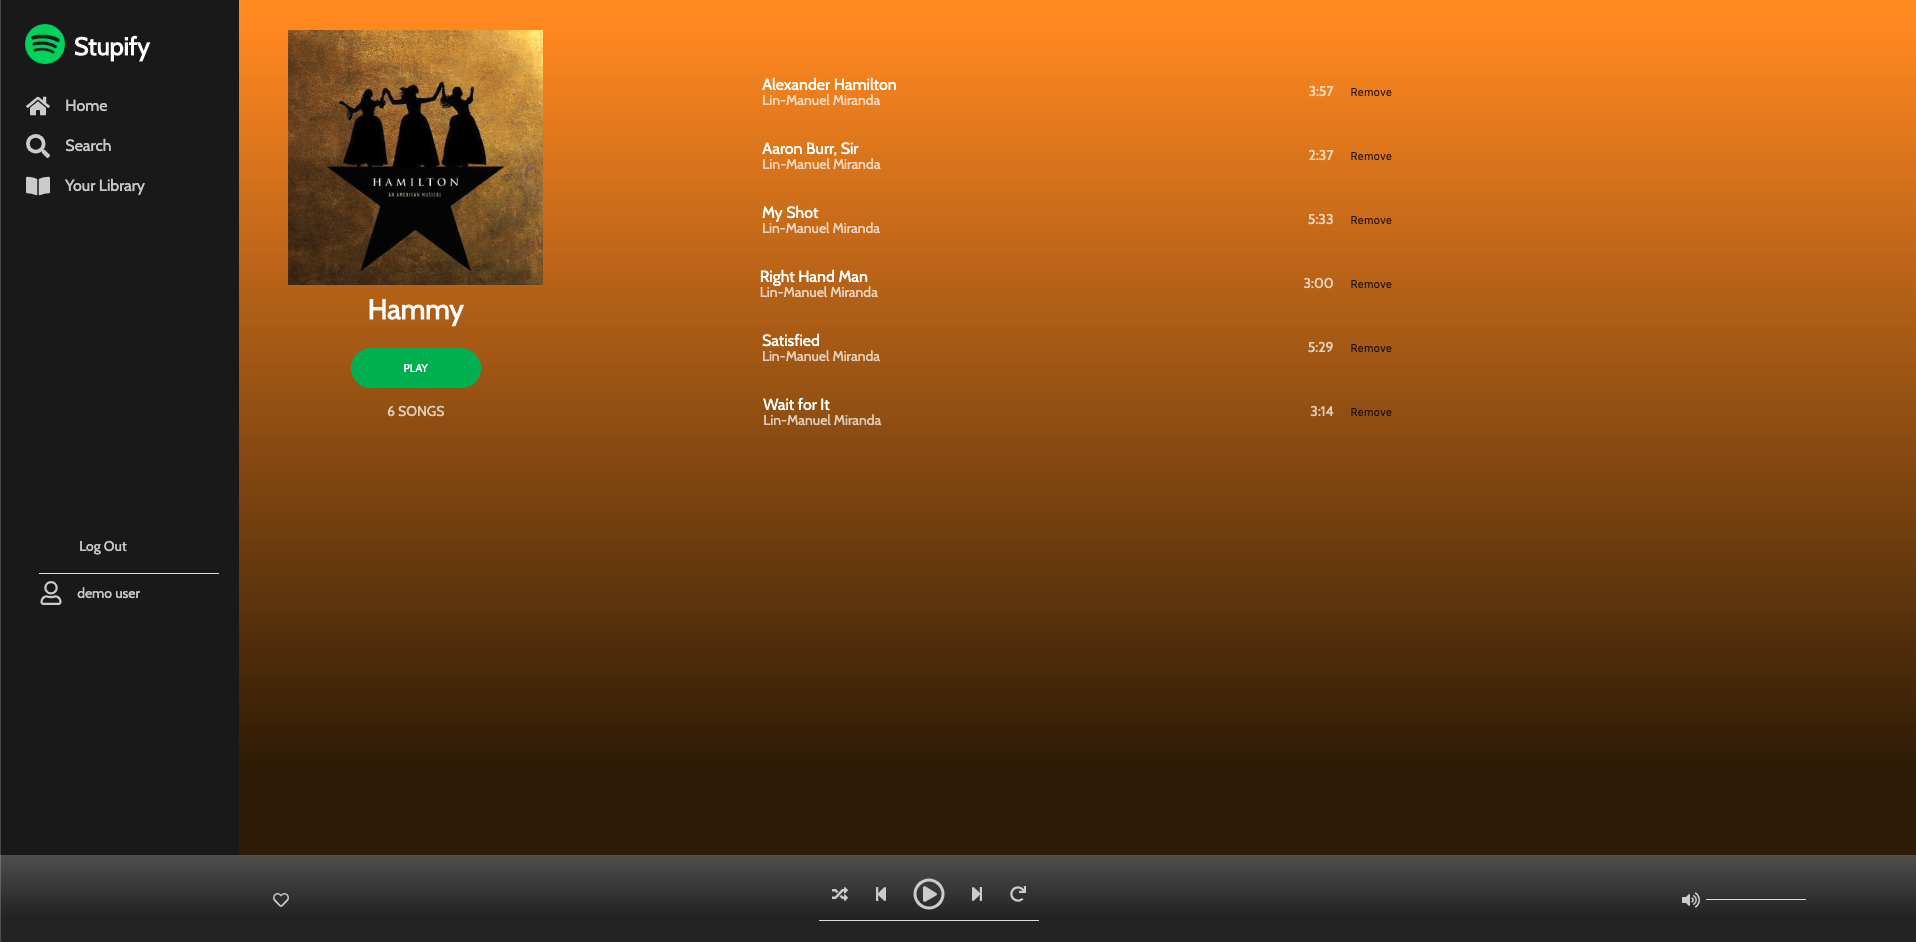 Stupify
Home
Search
Your Library
Log Out
demo user
HAMILTON
AN AMERICAN MUSICAL
Hammy
PLAY
6 SONGS
Alexander Hamilton
Lin-Manuel Miranda
3:57 Remove
Aaron Burr, Sir
Lin-Manuel Miranda
2:37 Remove
My Shot
Lin-Manuel Miranda
5:33 Remove
Right Hand Man
Lin-Manuel Miranda
3:00 Remove
Satisfied
Lin-Manuel Miranda
5:29 Remove
Wait for It
Lin-Manuel Miranda
3:14 Remove